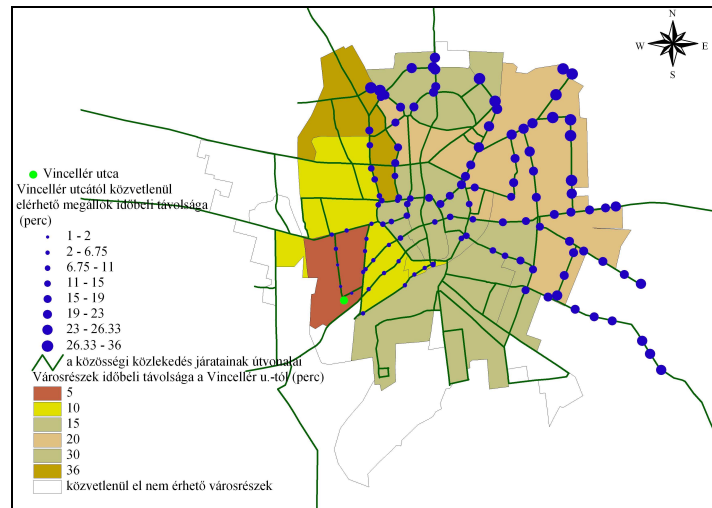 N
W E
S
Vincellér utca
Vincellér utcától közvetlenül
elérhető megállok időbeli távolsága
(perc)
1 - 2
2 - 6.75
6.75 - 11
11 - 15
15 - 19
19 - 23
23 - 26.33
26.33 - 36
a közösségi közlekedés járatainak útvonalai
Városrészek időbeli távolsága a Vincellér u.-tól (perc)
5
10
15
20
30
36
közvetlenül el nem érhető városrészek